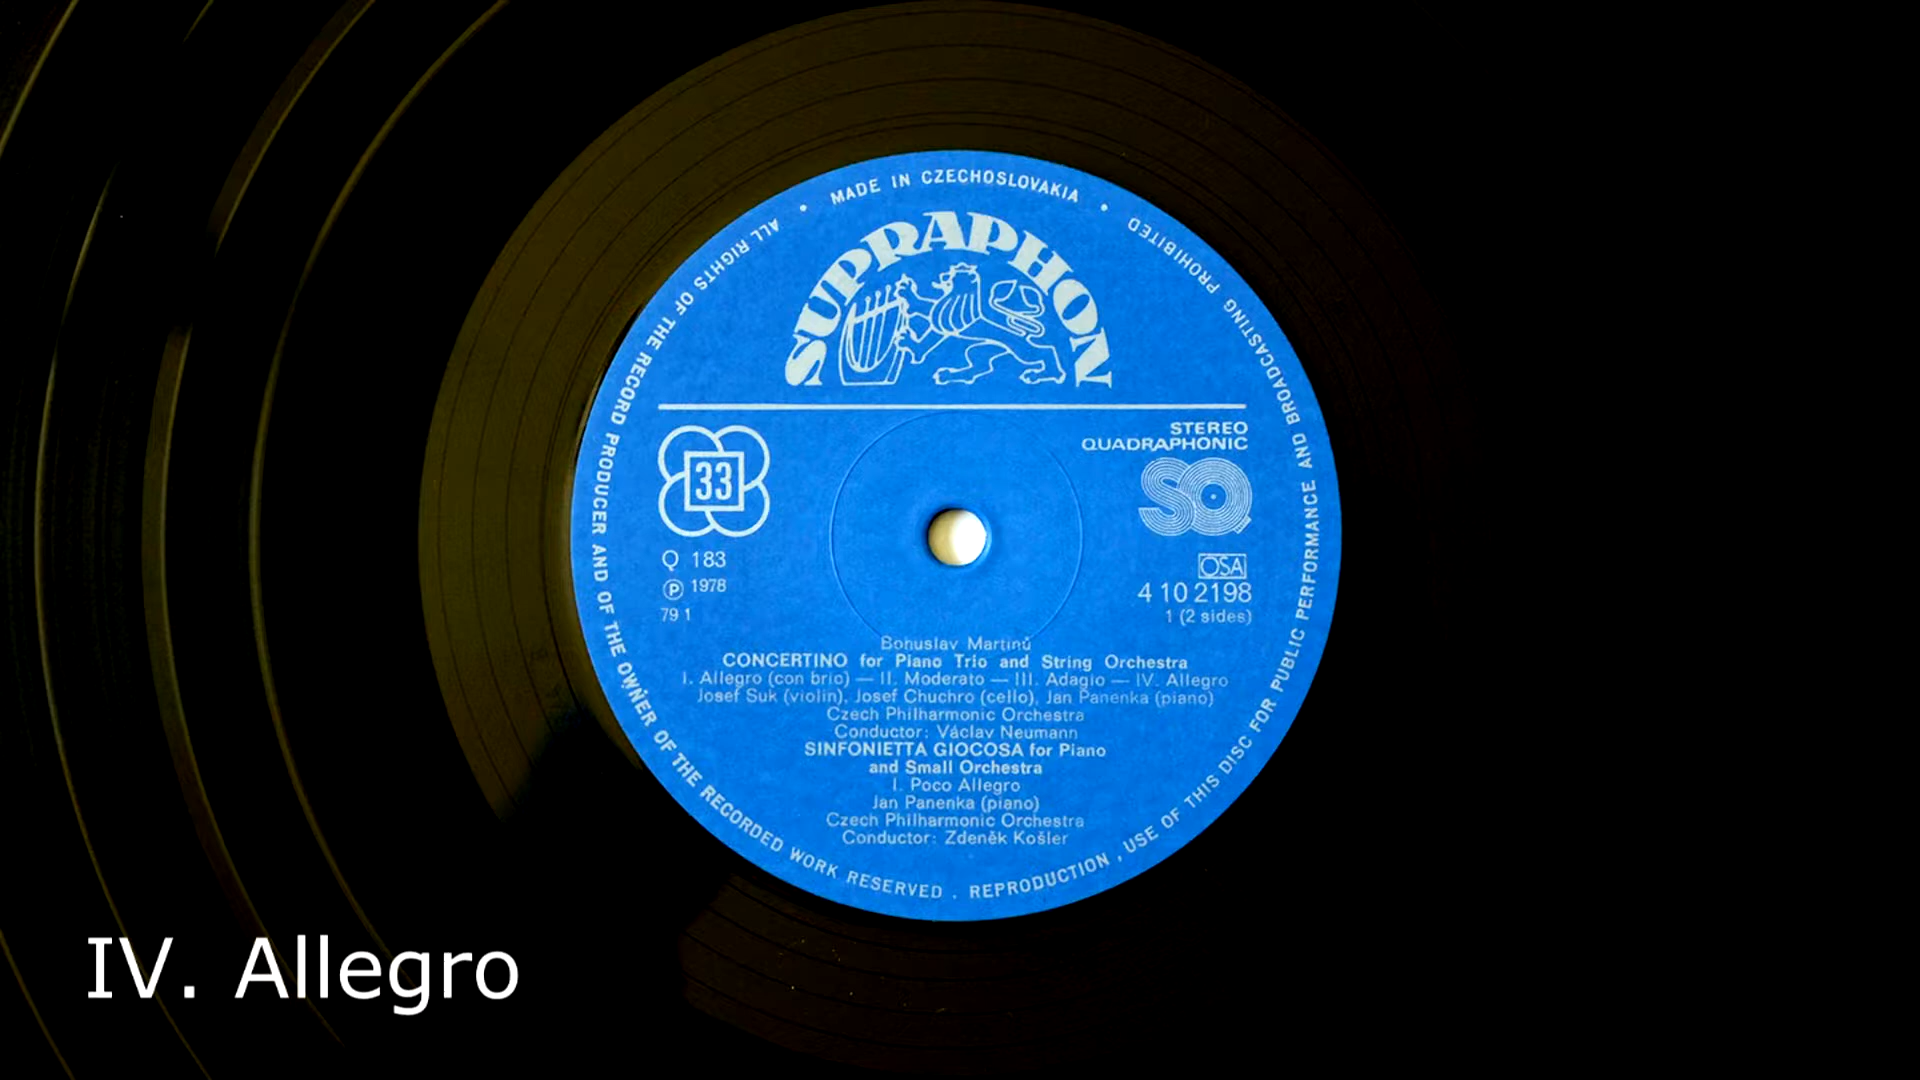 MADE IN CZECHOSLOVAKIA
ALL RIGHTS OF THE RECORD PRODUCER AND OF THE OWNER OF THE RECORDED WORK RESERVED . REPRODUCTION , USE OF THIS DISC FOR PUBLIC PERFORMANCE AND BROADCASTING PROHIBITED
SUPRAPHON
STEREO
QUADRAPHONIC
33
SQ
Q 183
℗ 1978
79 1
OSA
4 10 2198
1 (2 sides)
Bohuslav Martinů
CONCERTINO for Piano Trio and String Orchestra
I. Allegro (con brio) — II. Moderato — III. Adagio — IV. Allegro
Josef Suk (violin), Josef Chuchro (cello), Jan Panenka (piano)
Czech Philharmonic Orchestra
Conductor: Václav Neumann
SINFONIETTA GIOCOSA for Piano
and Small Orchestra
I. Poco Allegro
Jan Panenka (piano)
Czech Philharmonic Orchestra
Conductor: Zdeněk Košler
IV. Allegro